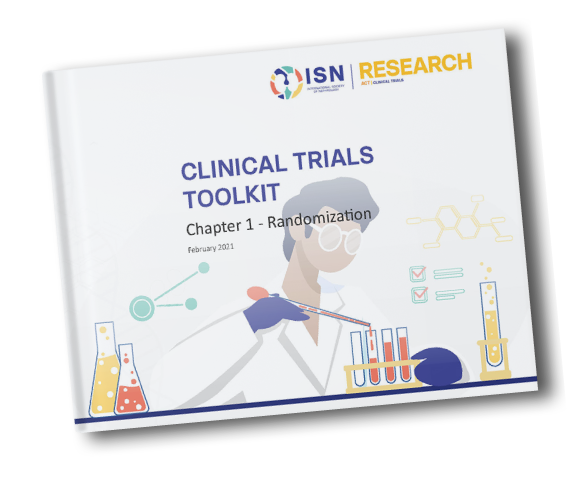 ISN
INTERNATIONAL SOCIETY
OF NEPHROLOGY
RESEARCH
ACT | CLINICAL TRIALS
CLINICAL TRIALS
TOOLKIT
Chapter 1 - Randomization
February 2021